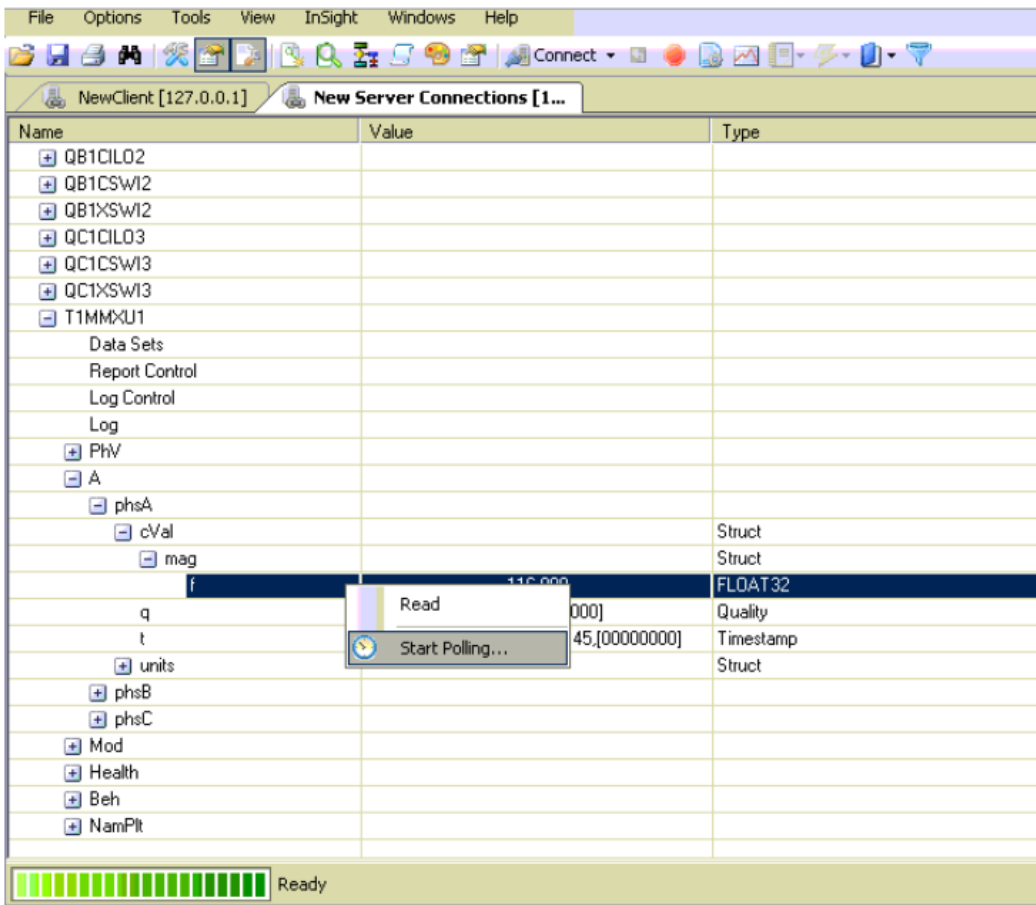 File Options Tools View InSight Windows Help
Connect
NewClient [127.0.0.1] New Server Connections [1...
Name Value Type
QB1CILO2
QB1CSWI2
QB1XSWI2
QC1CILO3
QC1CSWI3
QC1XSWI3
T1MMXU1
Data Sets
Report Control
Log Control
Log
PhV
A
phsA
cVal Struct
mag Struct
f 116.000 FLOAT32
Read
q 000] Quality
t 45,[00000000] Timestamp
Start Polling...
units Struct
phsB
phsC
Mod
Health
Beh
NamPlt
Ready